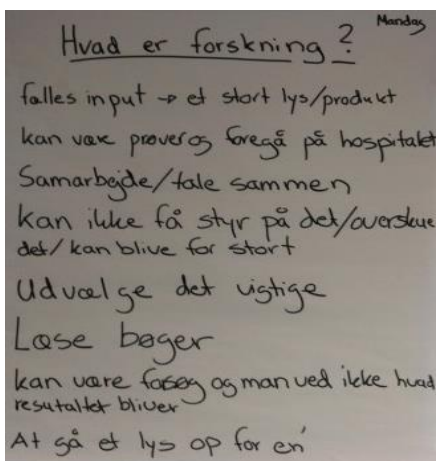 Mandag
Hvad er forskning?
fælles input → et stort lys/produkt
kan være prøver og foregå på hospitalet
Samarbejde/tale sammen
kan ikke få styr på det/overskue
det/kan blive for stort
Udvælge det vigtige
Læse bøger
kan være forsøg og man ved ikke hvad
resutaltet bliver
At gå et lys op for én